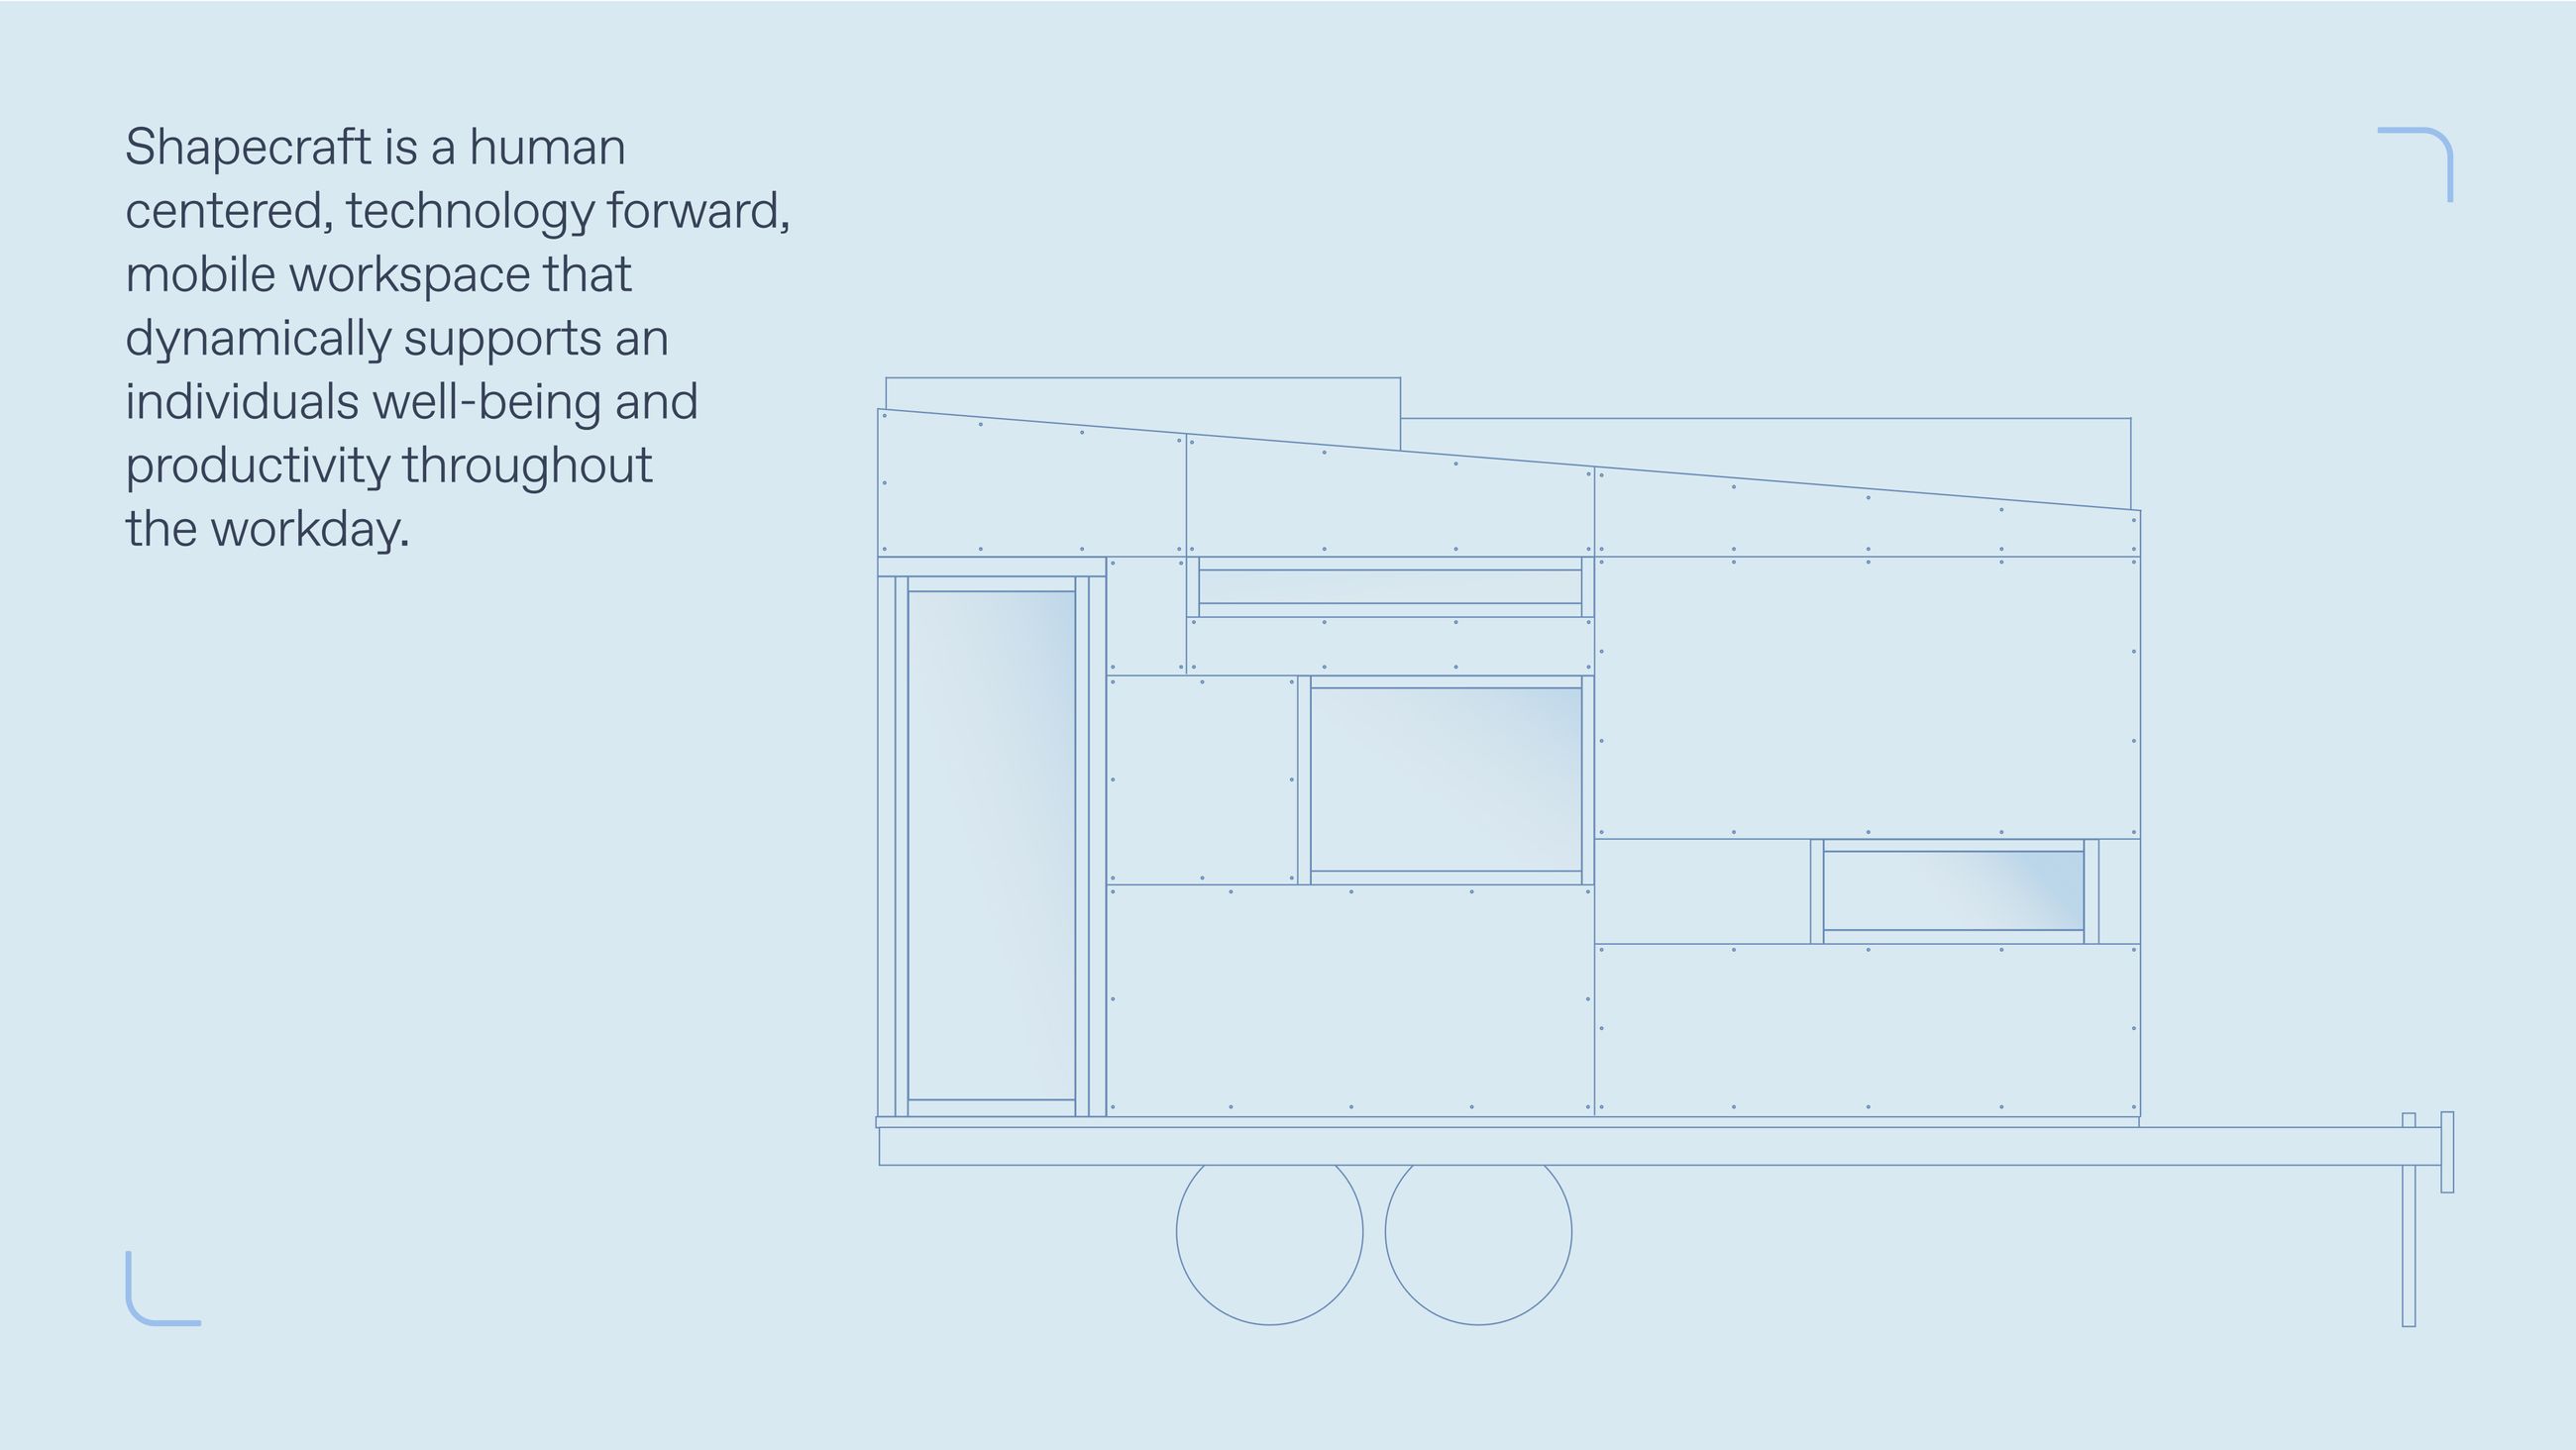 Shapecraft is a human
centered, technology forward,
mobile workspace that
dynamically supports an
individuals well-being and
productivity throughout
the workday.